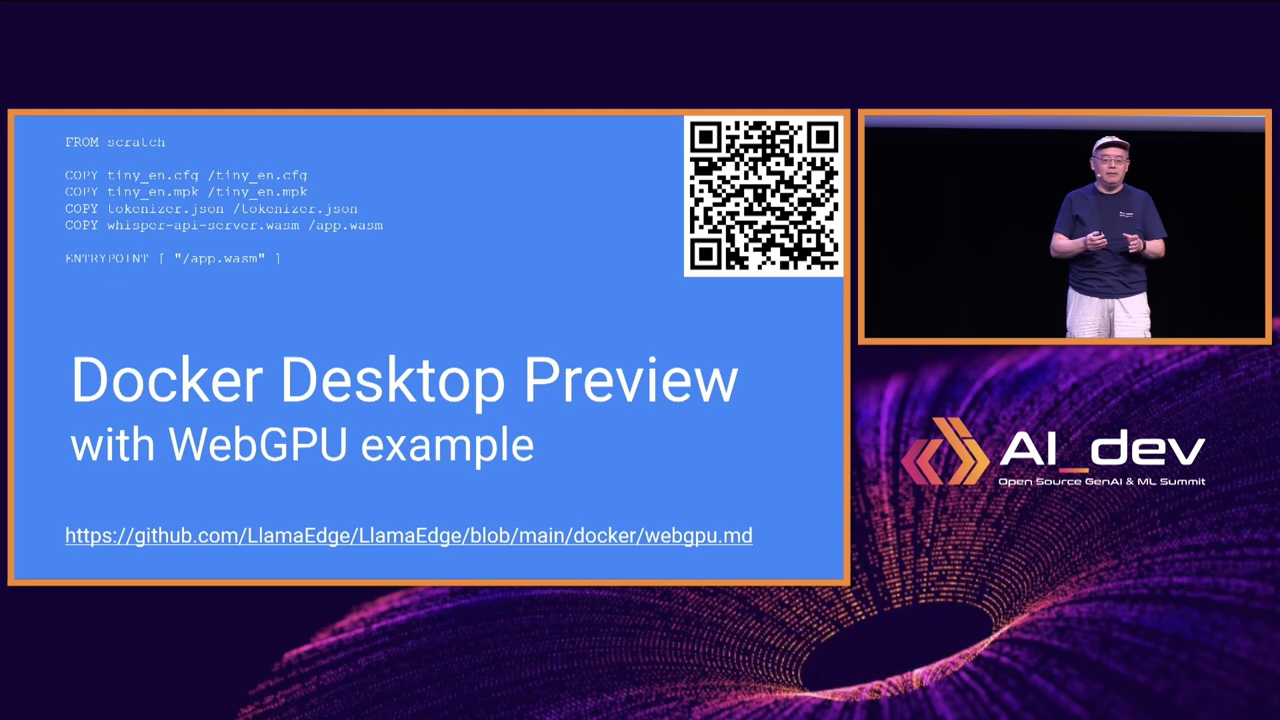 FROM scratch
COPY tiny_en.cfg /tiny_en.cfg
COPY tiny_en.mpk /tiny_en.mpk
COPY tokenizer.json /tokenizer.json
COPY whisper-api-server.wasm /app.wasm
ENTRYPOINT [ "/app.wasm" ]
Docker Desktop Preview
with WebGPU example
https://github.com/LlamaEdge/LlamaEdge/blob/main/docker/webgpu.md
AI_dev
Open Source GenAI & ML Summit